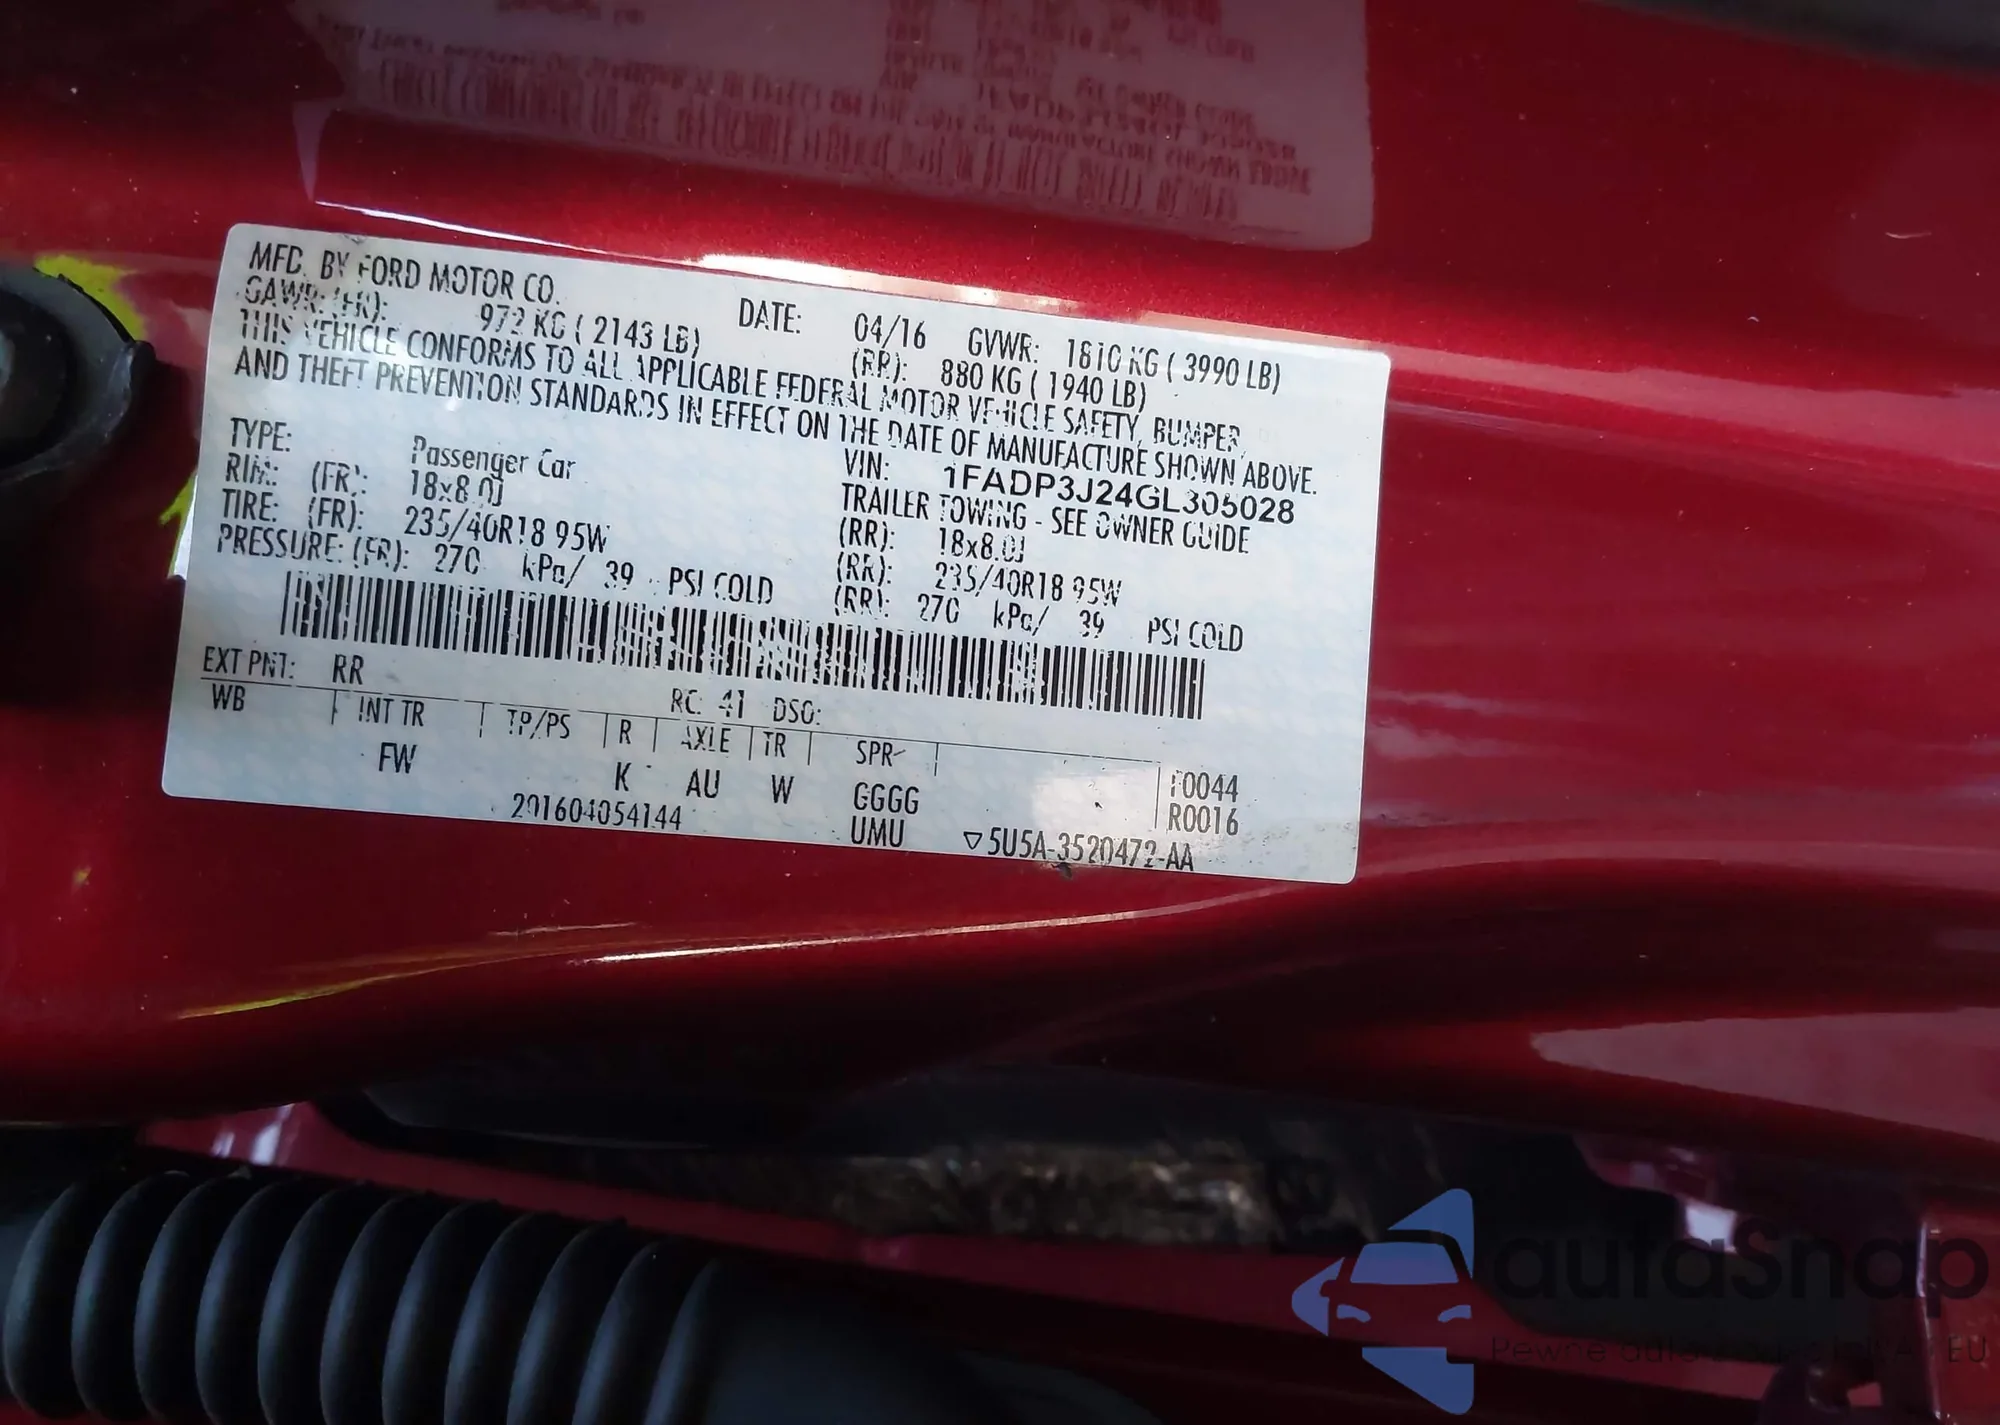 MFD. BY FORD MOTOR CO.
DATE: 04/16 GVWR: 1810 KG ( 3990 LB)
GAWR: (FR): 972 KG ( 2143 LB) (RR): 880 KG ( 1940 LB)
THIS VEHICLE CONFORMS TO ALL APPLICABLE FEDERAL MOTOR VEHICLE SAFETY, BUMPER,
AND THEFT PREVENTION STANDARDS IN EFFECT ON THE DATE OF MANUFACTURE SHOWN ABOVE.
VIN: 1FADP3J24GL305028
TYPE: Passenger Car TRAILER TOWING - SEE OWNER GUIDE
RIM: (FR): 18x8.0J (RR): 18x8.0J
TIRE: (FR): 235/40R18 95W (RR): 235/40R18 95W
PRESSURE: (FR): 270 kPa/ 39 PSI COLD (RR): 270 kPa/ 39 PSI COLD
EXT PNT: RR RC: 41 DSO:
WB INT TR TP/PS R AXLE TR SPR
FW K AU W GGGG F0044
201604054144 UMU R0016
▽5U5A-3520472-AA
autaSnap